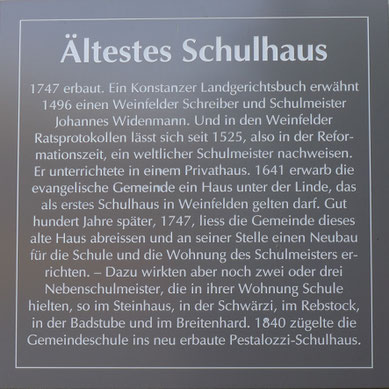 Ältestes Schulhaus
1747 erbaut. Ein Konstanzer Landgerichtsbuch erwähnt
1496 einen Weinfelder Schreiber und Schulmeister
Johannes Widenmann. Und in den Weinfelder
Ratsprotokollen lässt sich seit 1525, also in der Refor-
mationszeit, ein weltlicher Schulmeister nachweisen.
Er unterrichtete in einem Privathaus. 1641 erwarb die
evangelische Gemeinde ein Haus unter der Linde, das
als erstes Schulhaus in Weinfelden gelten darf. Gut
hundert Jahre später, 1747, liess die Gemeinde dieses
alte Haus abreissen und an seiner Stelle einen Neubau
für die Schule und die Wohnung des Schulmeisters er-
richten. – Dazu wirkten aber noch zwei oder drei
Nebenschulmeister, die in ihrer Wohnung Schule
hielten, so im Steinhaus, in der Schwärzi, im Rebstock,
in der Badstube und im Breitenhard. 1840 zügelte die
Gemeindeschule ins neu erbaute Pestalozzi-Schulhaus.